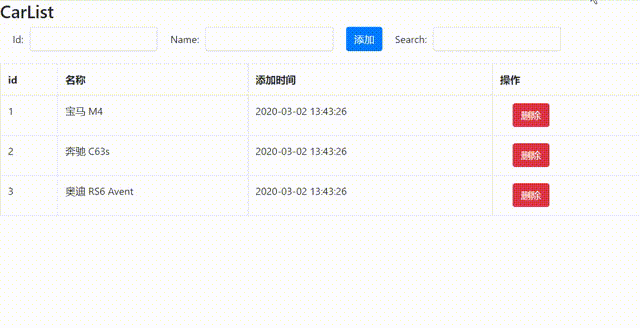 CarList
Id: Name: 添加 Search:
id 名称 添加时间 操作
1 宝马 M4 2020-03-02 13:43:26 删除
2 奔驰 C63s 2020-03-02 13:43:26 删除
3 奥迪 RS6 Avent 2020-03-02 13:43:26 删除